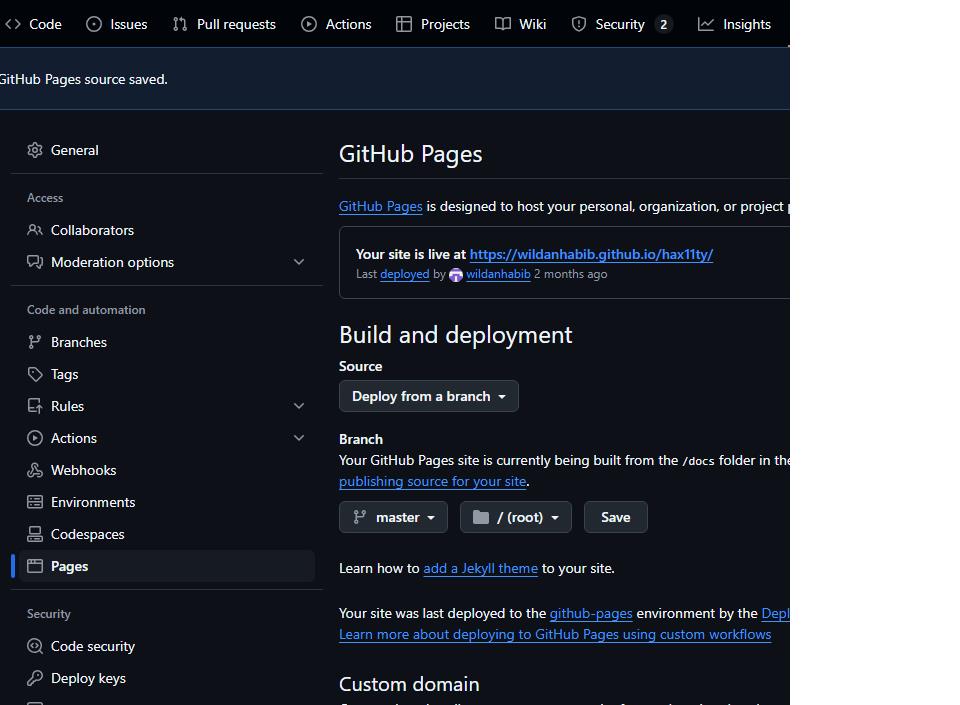 Code Issues Pull requests Actions Projects Wiki Security 2 Insights
GitHub Pages source saved.
General
Access
Collaborators
Moderation options
Code and automation
Branches
Tags
Rules
Actions
Webhooks
Environments
Codespaces
Pages
Security
Code security
Deploy keys
GitHub Pages
GitHub Pages is designed to host your personal, organization, or project
Your site is live at https://wildanhabib.github.io/hax11ty/
Last deployed by wildanhabib 2 months ago
Build and deployment
Source
Deploy from a branch
Branch
Your GitHub Pages site is currently being built from the /docs folder in the
publishing source for your site.
master / (root) Save
Learn how to add a Jekyll theme to your site.
Your site was last deployed to the github-pages environment by the
Learn more about deploying to GitHub Pages using custom workflows
Custom domain